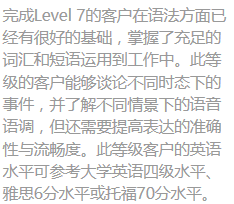 完成Level 7的客户在语法方面已
经有很好的基础，掌握了充足的
词汇和短语运用到工作中。此等
级的客户能够谈论不同时态下的
事件，并了解不同情景下的语音
语调，但还需要提高表达的准确
性与流畅度。此等级客户的英语
水平可参考大学英语四级水平、
雅思6分水平或托福70分水平。